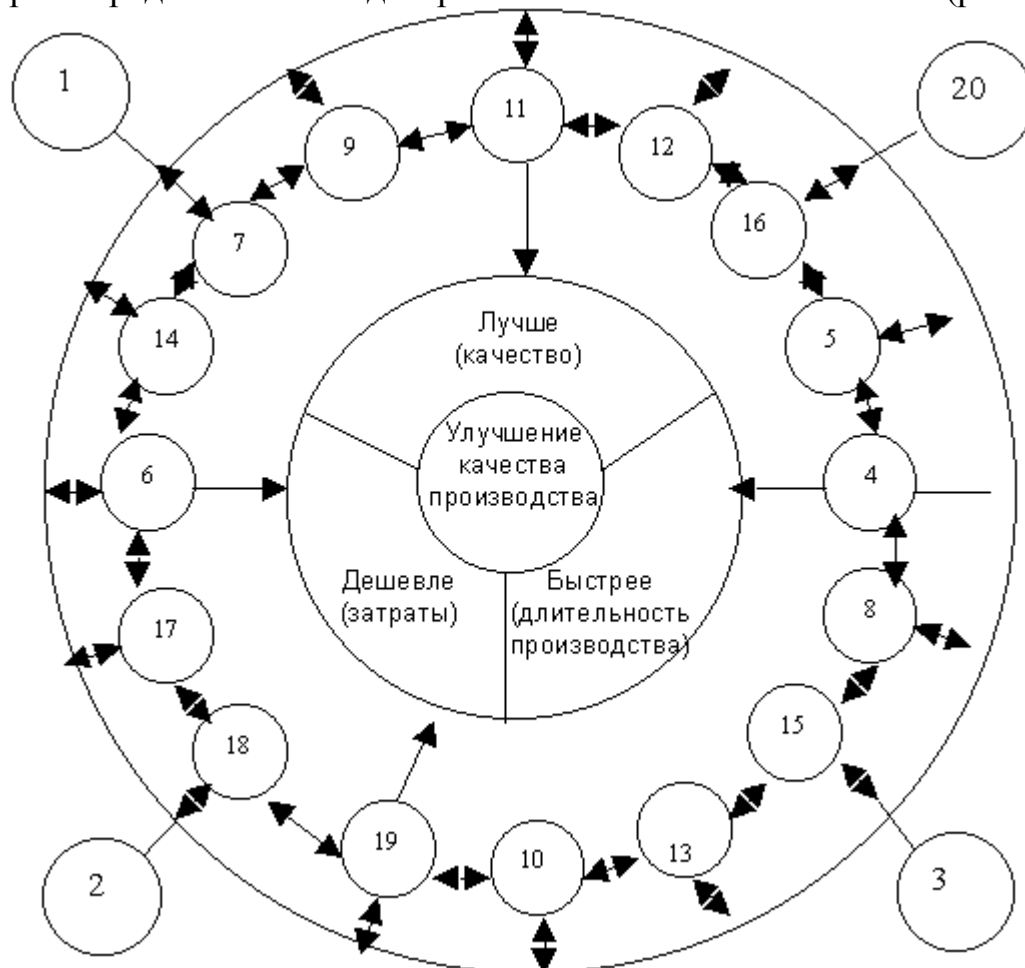 1
11
20
9
12
7
16
14
5
Лучше
(качество)
Улучшение
качества
производства
6
4
Дешевле
(затраты)
Быстрее
(длительность
производства)
17
8
18
15
19
10
13
2
3